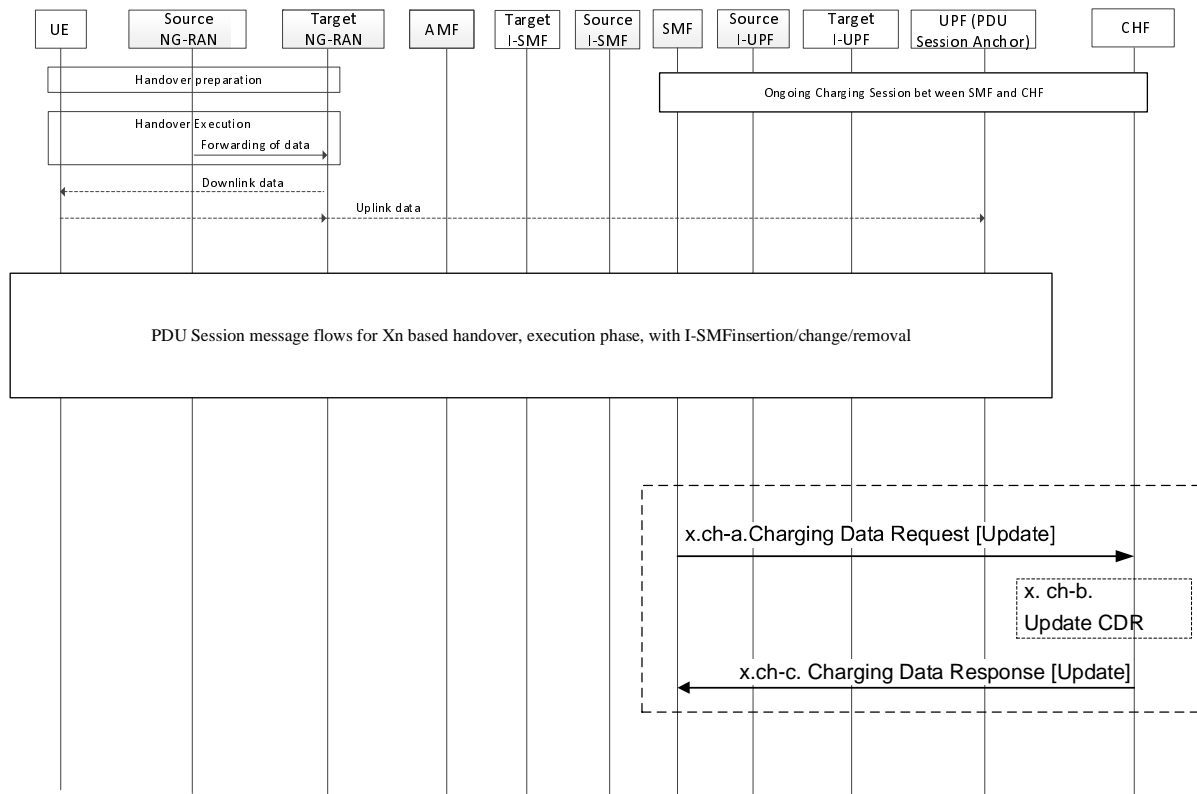 UE
Source
NG-RAN
Target
NG-RAN
AMF
Target
I-SMF
Source
I-SMF
SMF
Source
I-UPF
Target
I-UPF
UPF (PDU
Session Anchor)
CHF
Handover preparation
Ongoing Charging Session between SMF and CHF
Handover Execution
Forwarding of data
Downlink data
Uplink data
PDU Session message flows for Xn based handover, execution phase, with I-SMFinsertion/change/removal
x.ch-a.Charging Data Request [Update]
x. ch-b.
Update CDR
x.ch-c. Charging Data Response [Update]